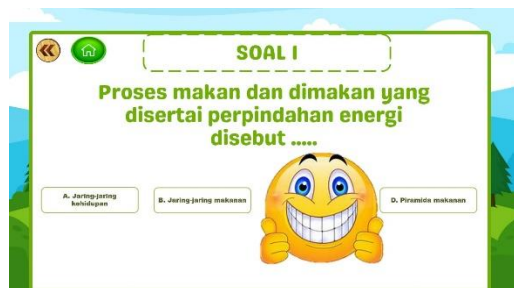 SOAL I
Proses makan dan dimakan yang
disertai perpindahan energi
disebut .....
A. Jaring-jaring
kehidupan
B. Jaring-jaring makanan
D. Piramida makanan